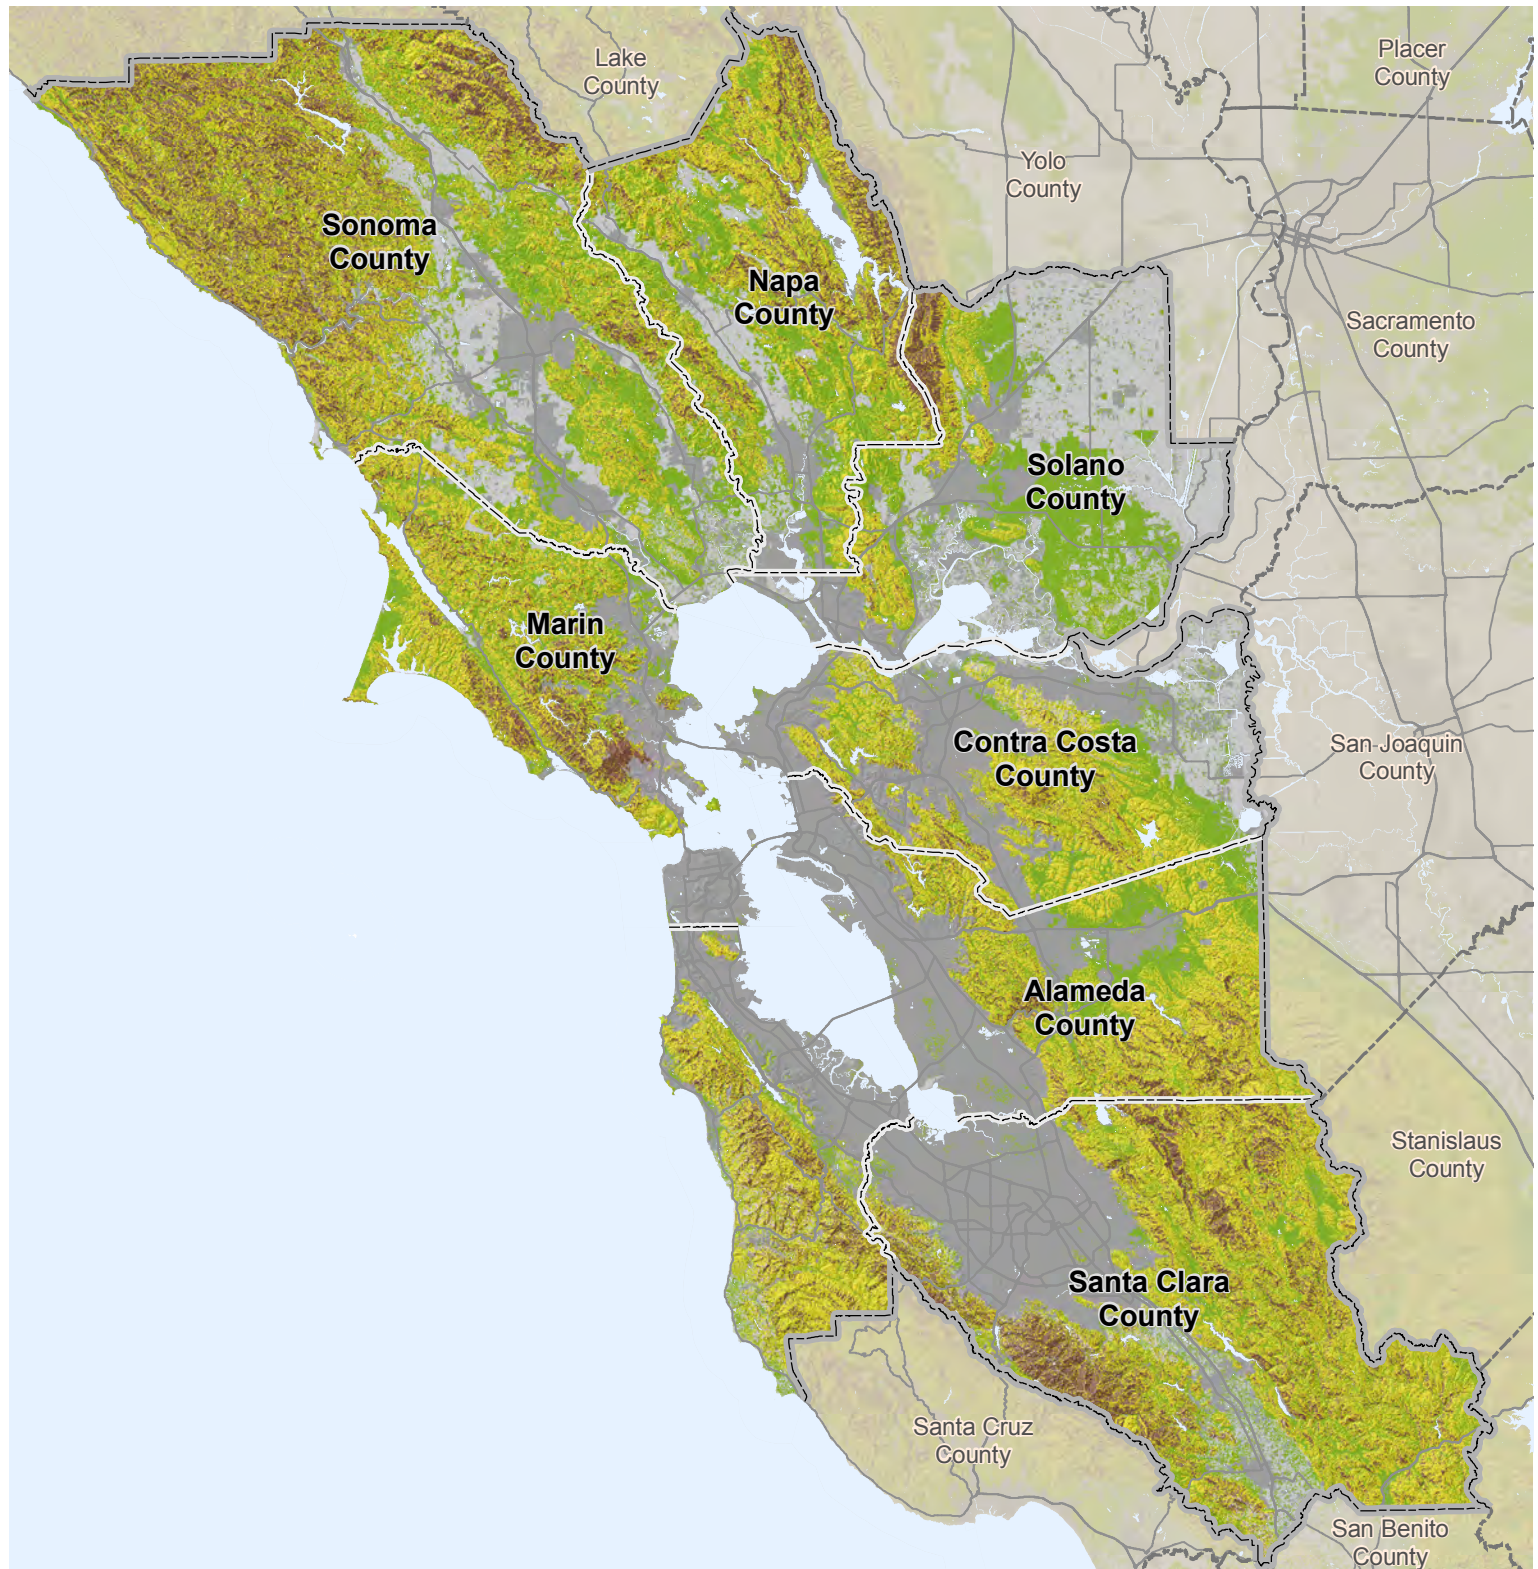 Lake
County
Placer
County
Yolo
County
Sonoma
County
Napa
County
Sacramento
County
Solano
County
Marin
County
Contra Costa
County
San Joaquin
County
Alameda
County
Stanislaus
County
Santa Clara
County
Santa Cruz
County
San Benito
County